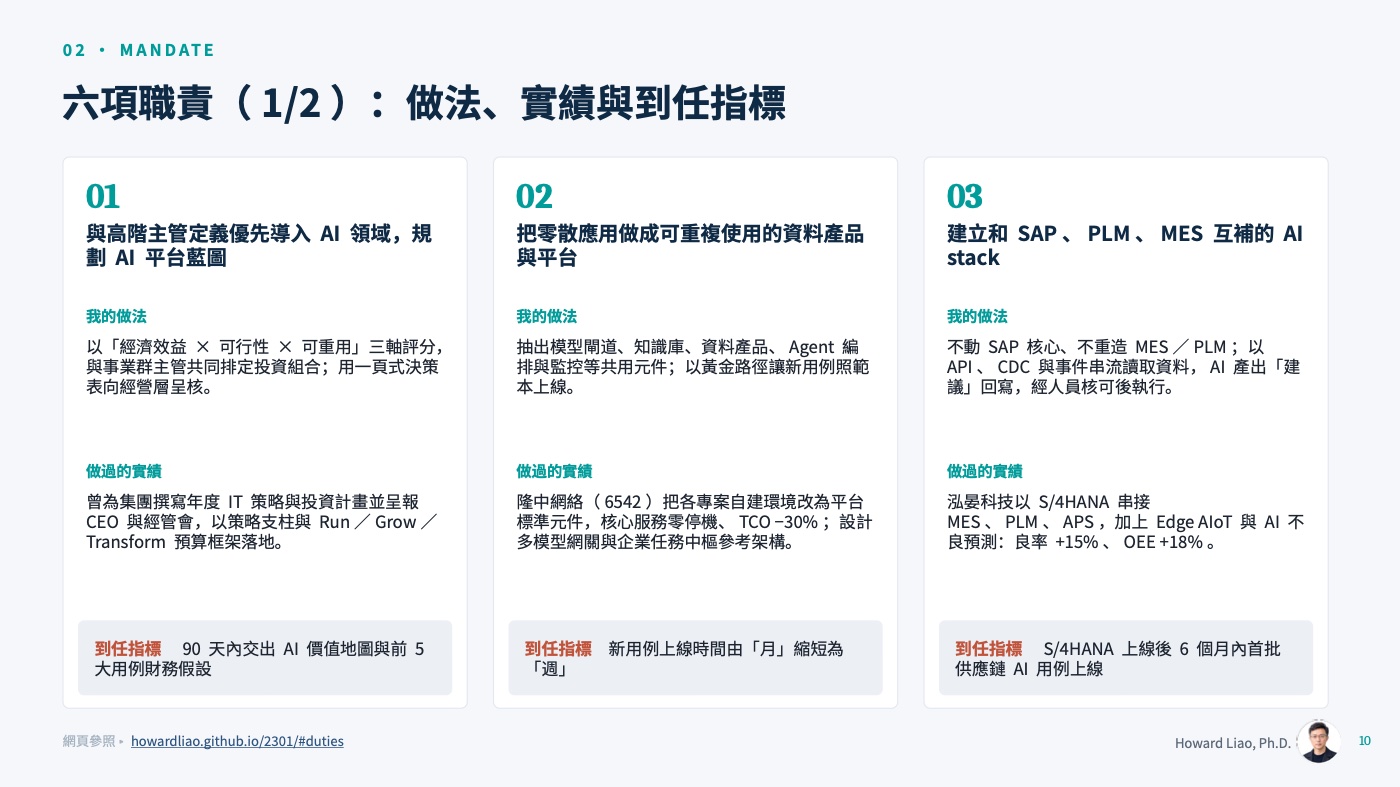 02 • MANDATE
六項職責（1/2）：做法、實績與到任指標
01
與高階主管定義優先導入 AI 領域，規
劃 AI 平台藍圖
我的做法
以「經濟效益 × 可行性 × 可重用」三軸評分，
與事業群主管共同排定投資組合；用一頁式決策
表向經營層呈核。
做過的實績
曾為集團撰寫年度 IT 策略與投資計畫並呈報
CEO 與經管會，以策略支柱與 Run／Grow／
Transform 預算框架落地。
到任指標 90 天內交出 AI 價值地圖與前 5
大用例財務假設
02
把零散應用做成可重複使用的資料產品
與平台
我的做法
抽出模型閘道、知識庫、資料產品、Agent 編
排與監控等共用元件；以黃金路徑讓新用例照範
本上線。
做過的實績
隆中網絡（6542）把各專案自建環境改為平台
標準元件，核心服務零停機、TCO −30%；設計
多模型網關與企業任務中樞參考架構。
到任指標 新用例上線時間由「月」縮短為
「週」
03
建立和 SAP、PLM、MES 互補的 AI
stack
我的做法
不動 SAP 核心、不重造 MES／PLM；以
API、CDC 與事件串流讀取資料，AI 產出「建
議」回寫，經人員核可後執行。
做過的實績
泓晏科技以 S/4HANA 串接
MES、PLM、APS，加上 Edge AIoT 與 AI 不
良預測：良率 +15%、OEE +18%。
到任指標 S/4HANA 上線後 6 個月內首批
供應鏈 AI 用例上線
網頁參照 ▸ howardliao.github.io/2301/#duties
Howard Liao, Ph.D.
10